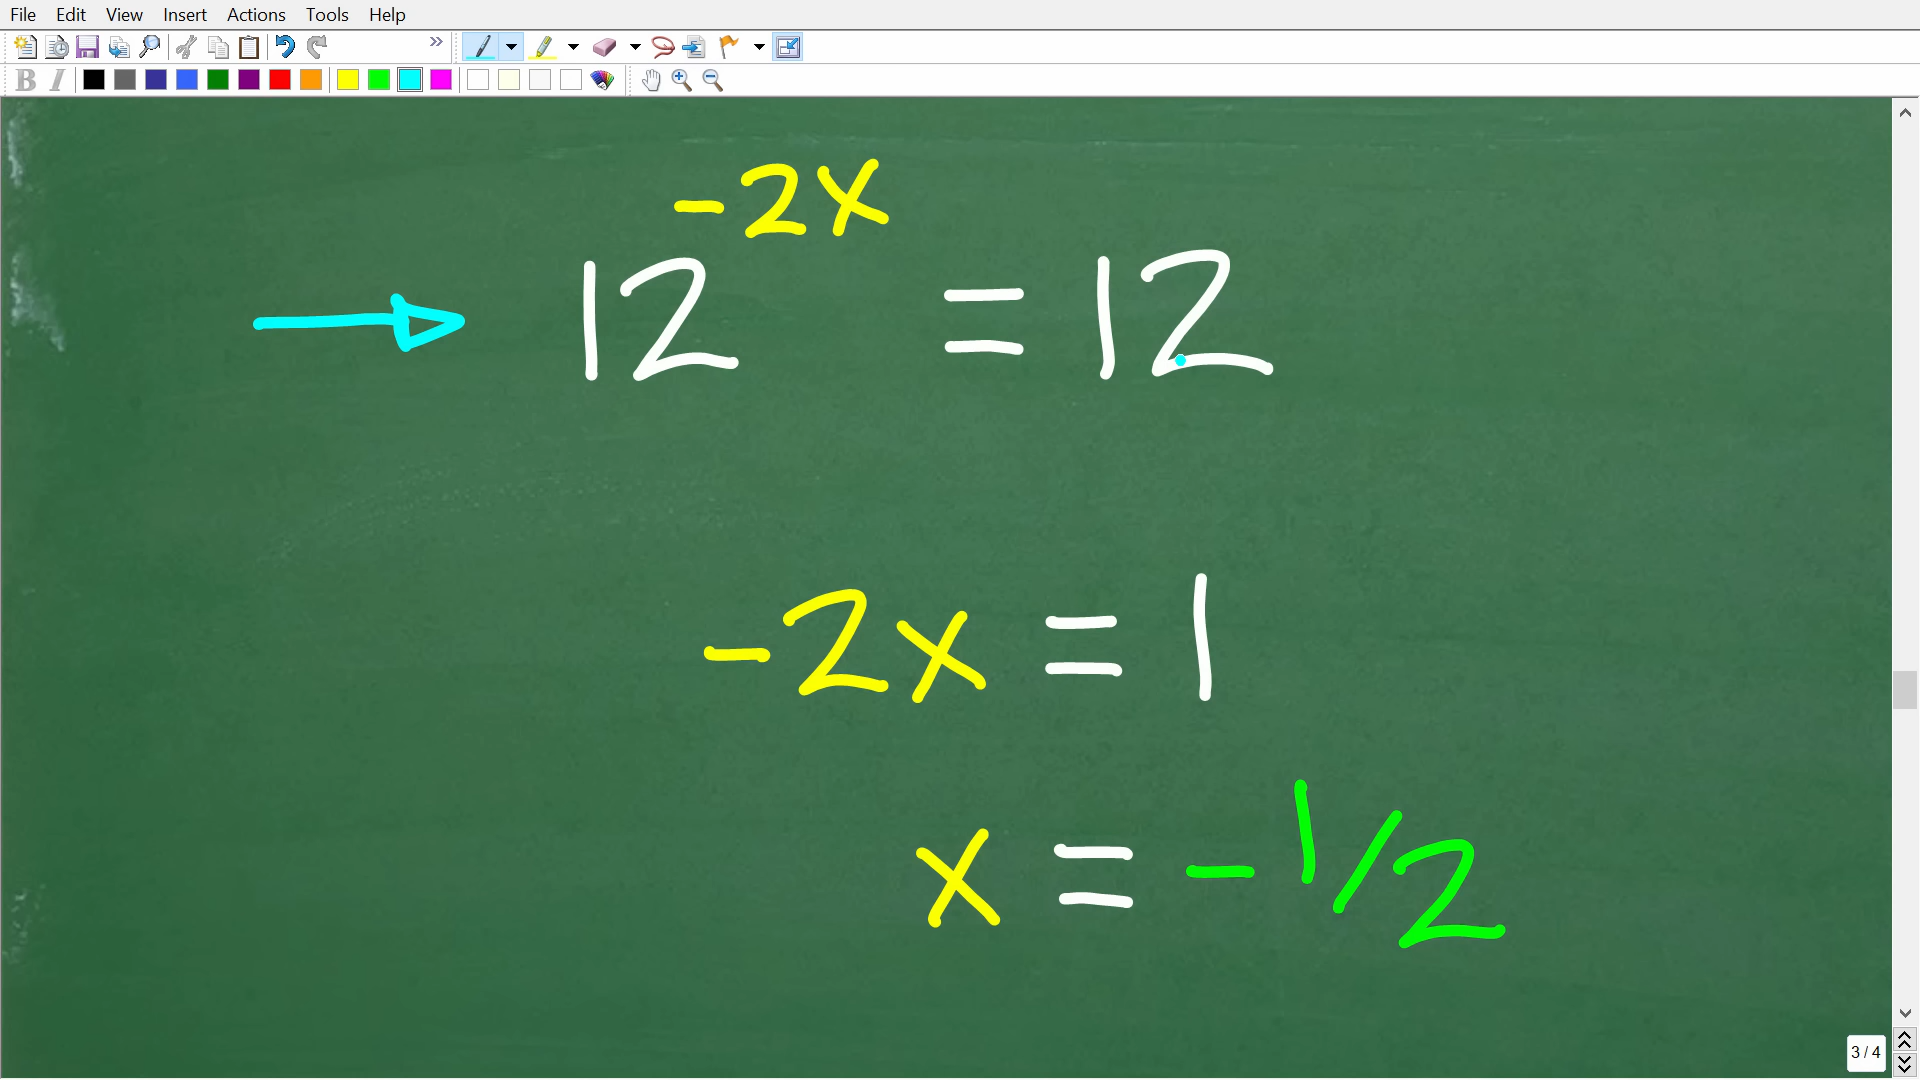 File Edit View Insert Actions Tools Help
B I
12^{-2x} = 12
-2x = 1
x = -1/2
3 / 4